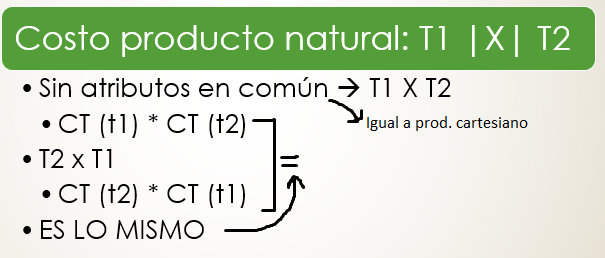 Costo producto natural: T1 |X| T2
• Sin atributos en común → T1 X T2
Igual a prod. cartesiano
• CT (t1) * CT (t2)
• T2 x T1
=
• CT (t2) * CT (t1)
• ES LO MISMO